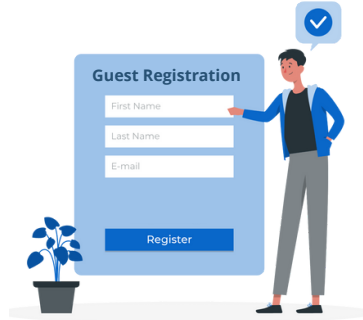 Guest Registration
First Name
Last Name
E-mail
Register